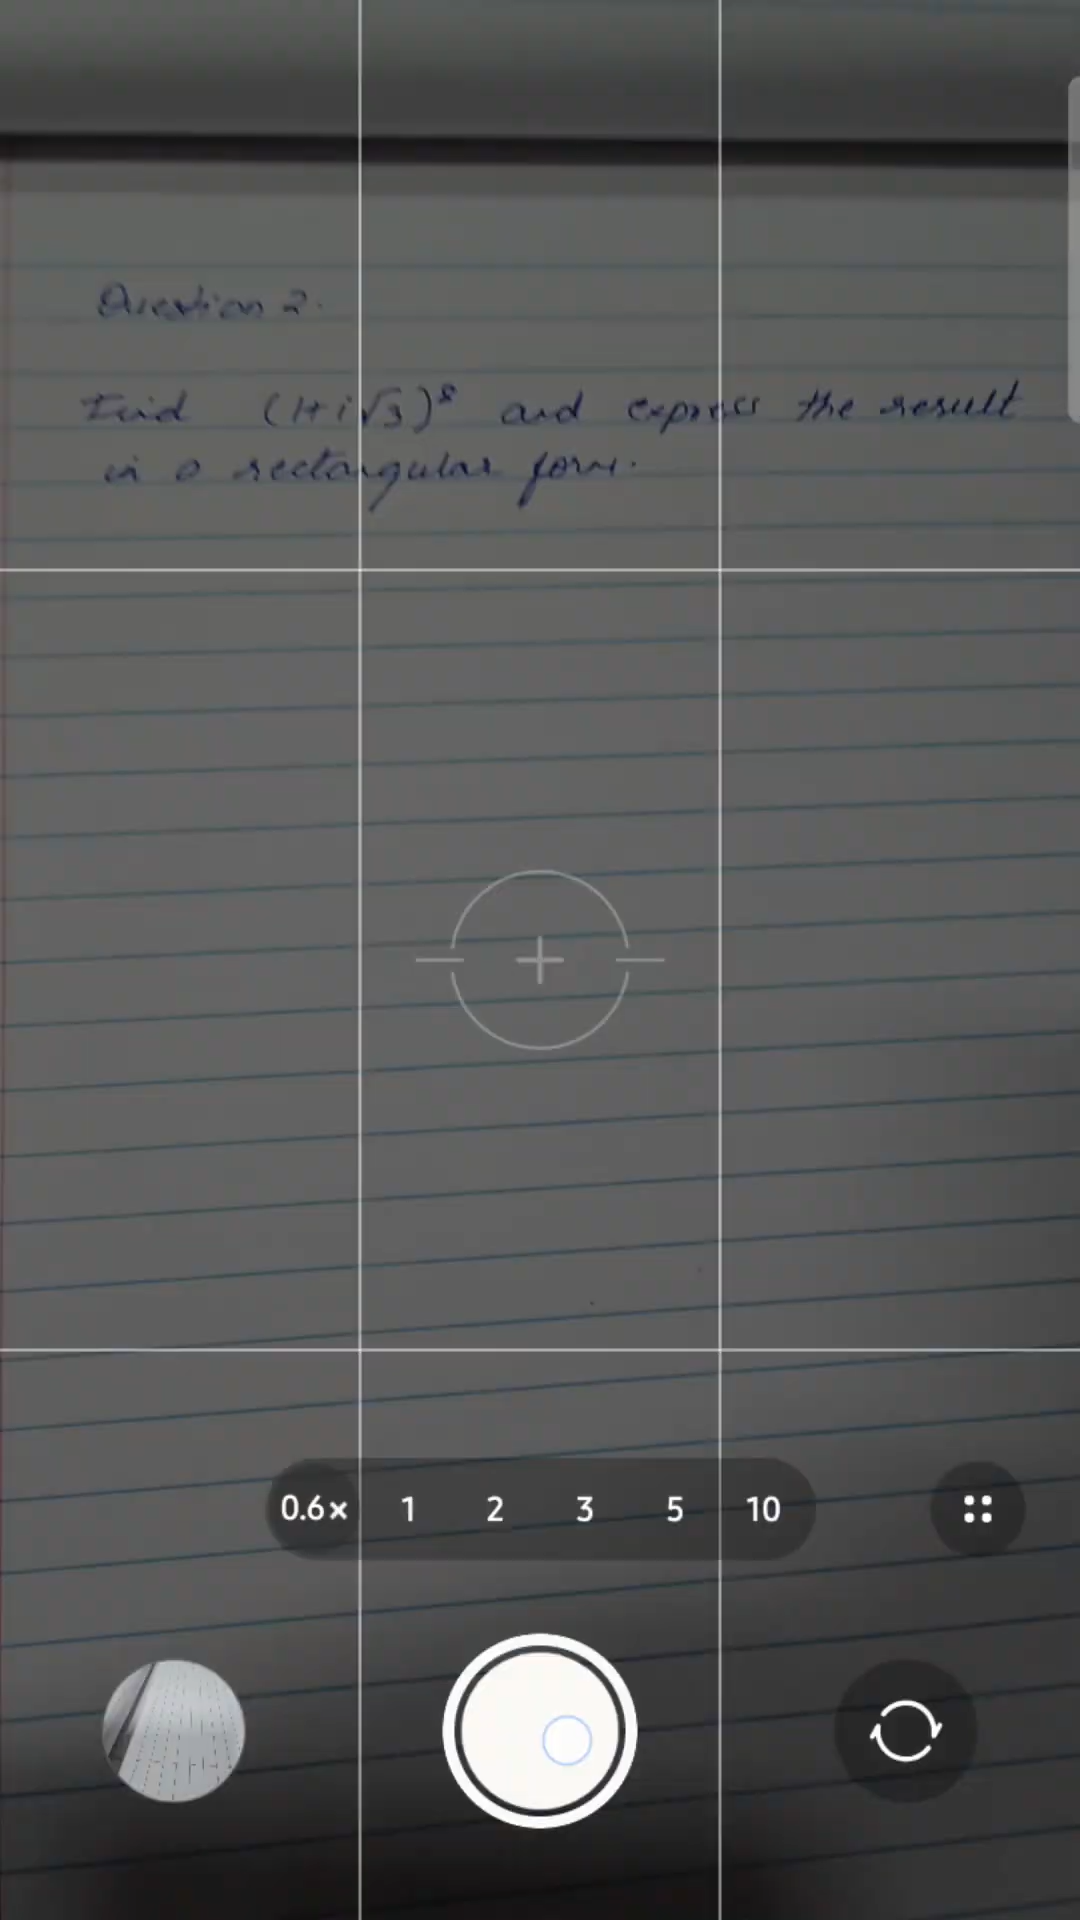 Question 2.
Find (1+i√3)⁸ and express the result
in a rectangular form.
0.6× 1 2 3 5 10